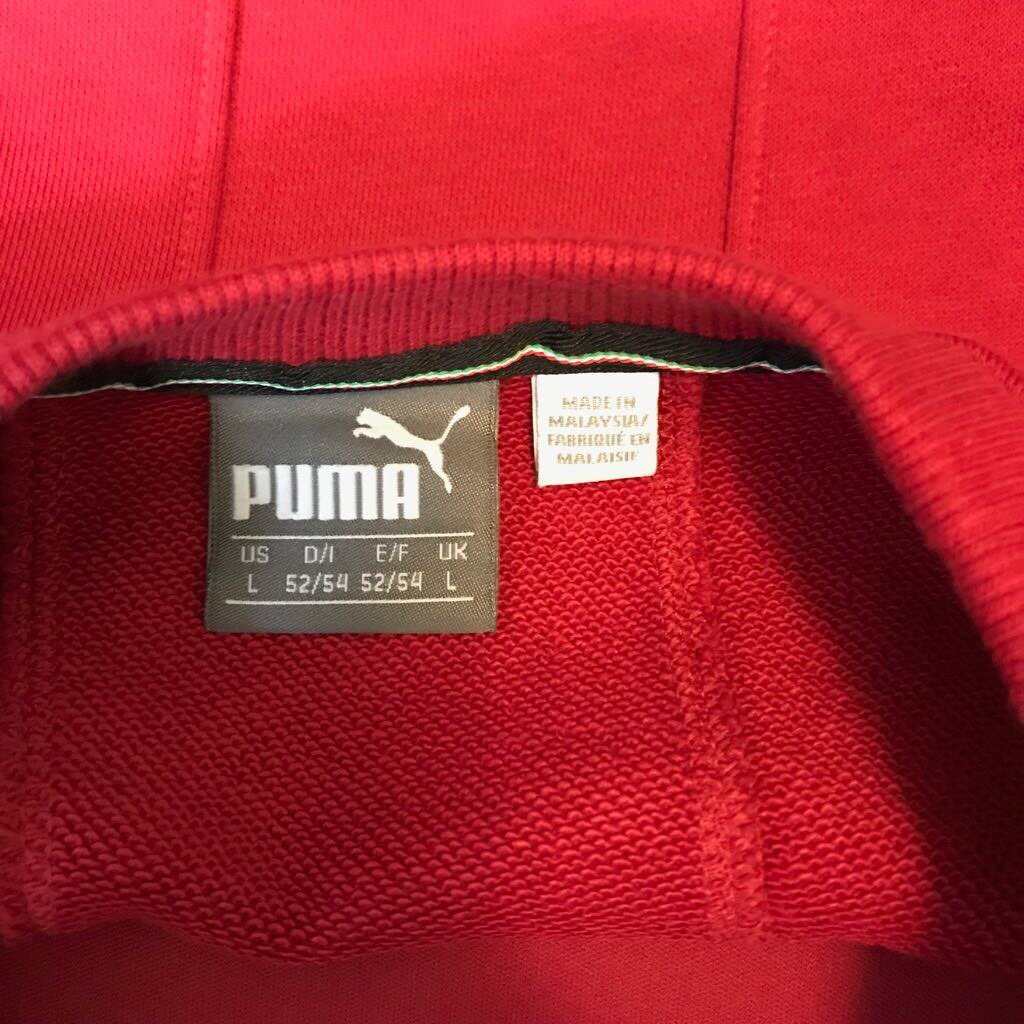 PUMA
US D/I E/F UK
L 52/54 52/54 L
MADE IN
MALAYSIA/
FABRIQUÉ EN
MALAISIE